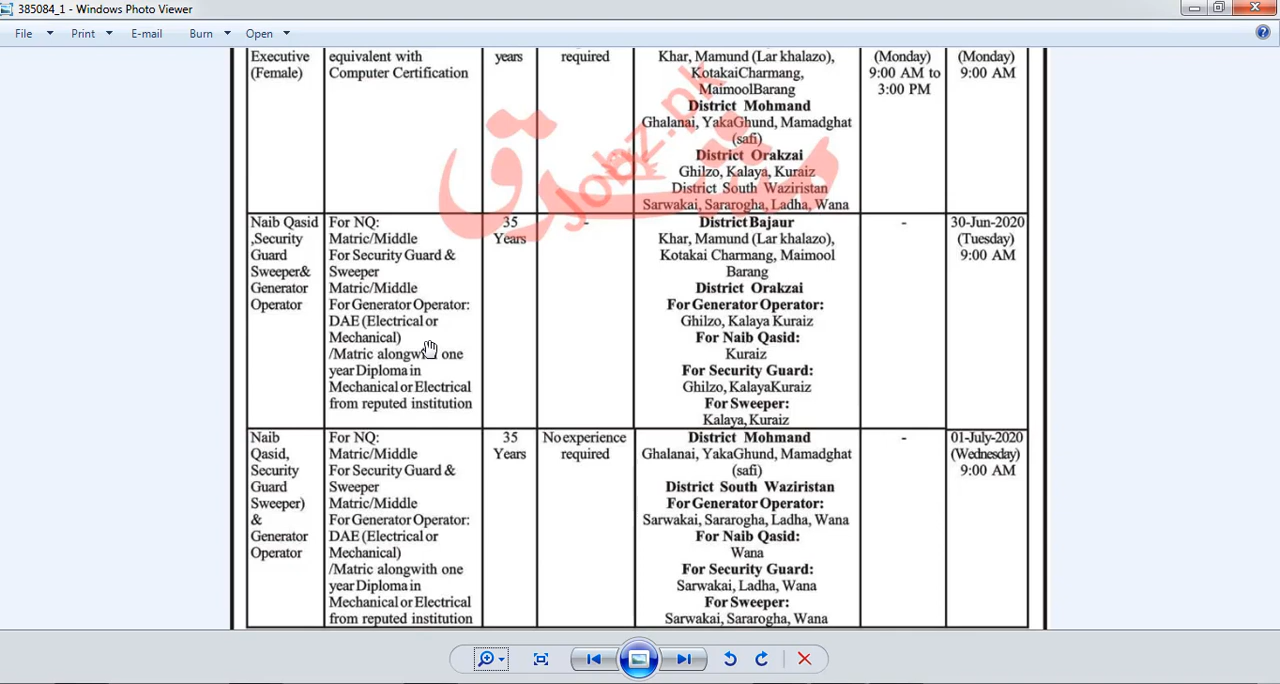 385084_1 - Windows Photo Viewer
File Print E-mail Burn Open
Executive
(Female)
equivalent with
Computer Certification
years
required
Khar, Mamund (Lar khalazo),
KotakaiCharmang,
MaimoolBarang
District Mohmand
Ghalanai, YakaGhund, Mamadghat
(safi)
District Orakzai
Ghilzo, Kalaya, Kuraiz
District South Waziristan
Sarwakai, Sararogha, Ladha, Wana
(Monday)
9:00 AM to
3:00 PM
(Monday)
9:00 AM
مشرق
Jobz.pk
Naib Qasid
,Security
Guard
Sweeper&
Generator
Operator
For NQ:
Matric/Middle
For Security Guard &
Sweeper
Matric/Middle
For Generator Operator:
DAE (Electrical or
Mechanical)
/Matric alongwith one
year Diploma in
Mechanical or Electrical
from reputed institution
35
Years
-
District Bajaur
Khar, Mamund (Lar khalazo),
Kotakai Charmang, Maimool
Barang
District Orakzai
For Generator Operator:
Ghilzo, Kalaya Kuraiz
For Naib Qasid:
Kuraiz
For Security Guard:
Ghilzo, KalayaKuraiz
For Sweeper:
Kalaya, Kuraiz
-
30-Jun-2020
(Tuesday)
9:00 AM
Naib
Qasid,
Security
Guard
Sweeper)
&
Generator
Operator
For NQ:
Matric/Middle
For Security Guard &
Sweeper
Matric/Middle
For Generator Operator:
DAE (Electrical or
Mechanical)
/Matric alongwith one
year Diploma in
Mechanical or Electrical
from reputed institution
35
Years
No experience
required
District Mohmand
Ghalanai, YakaGhund, Mamadghat
(safi)
District South Waziristan
For Generator Operator:
Sarwakai, Sararogha, Ladha, Wana
For Naib Qasid:
Wana
For Security Guard:
Sarwakai, Ladha, Wana
For Sweeper:
Sarwakai, Sararogha, Wana
-
01-July-2020
(Wednesday)
9:00 AM